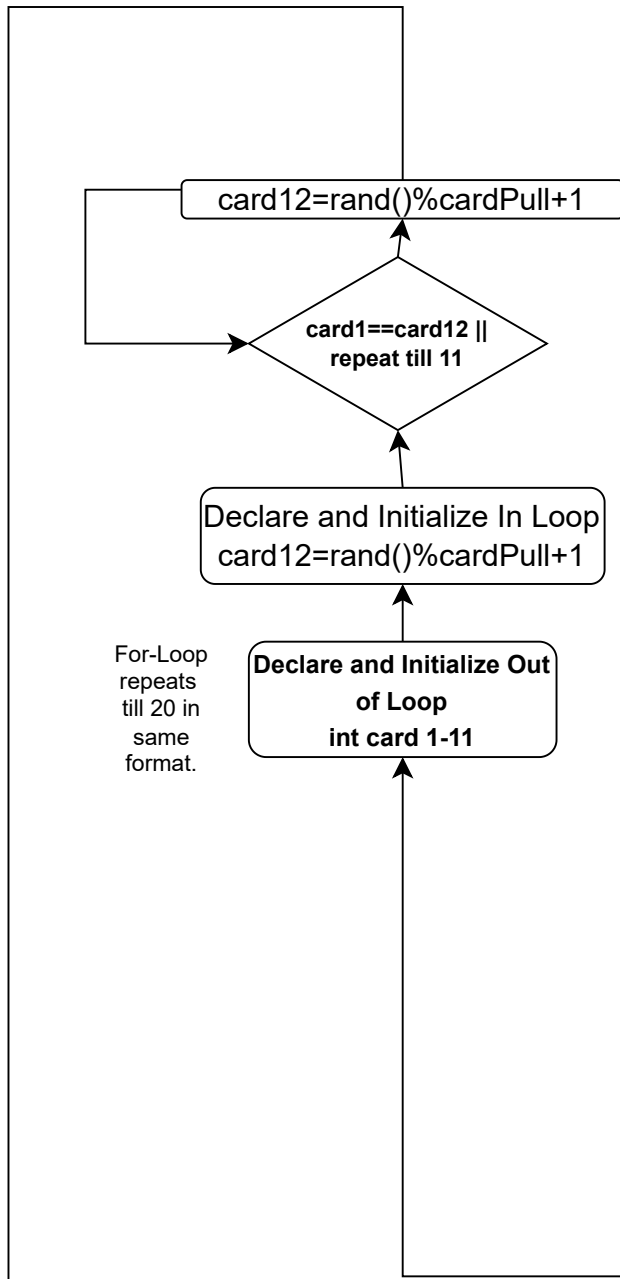 card12=rand()%cardPull+1
card1==card12 ||
repeat till 11
Declare and Initialize In Loop
card12=rand()%cardPull+1
For-Loop
repeats
till 20 in
same
format.
Declare and Initialize Out
of Loop
int card 1-11